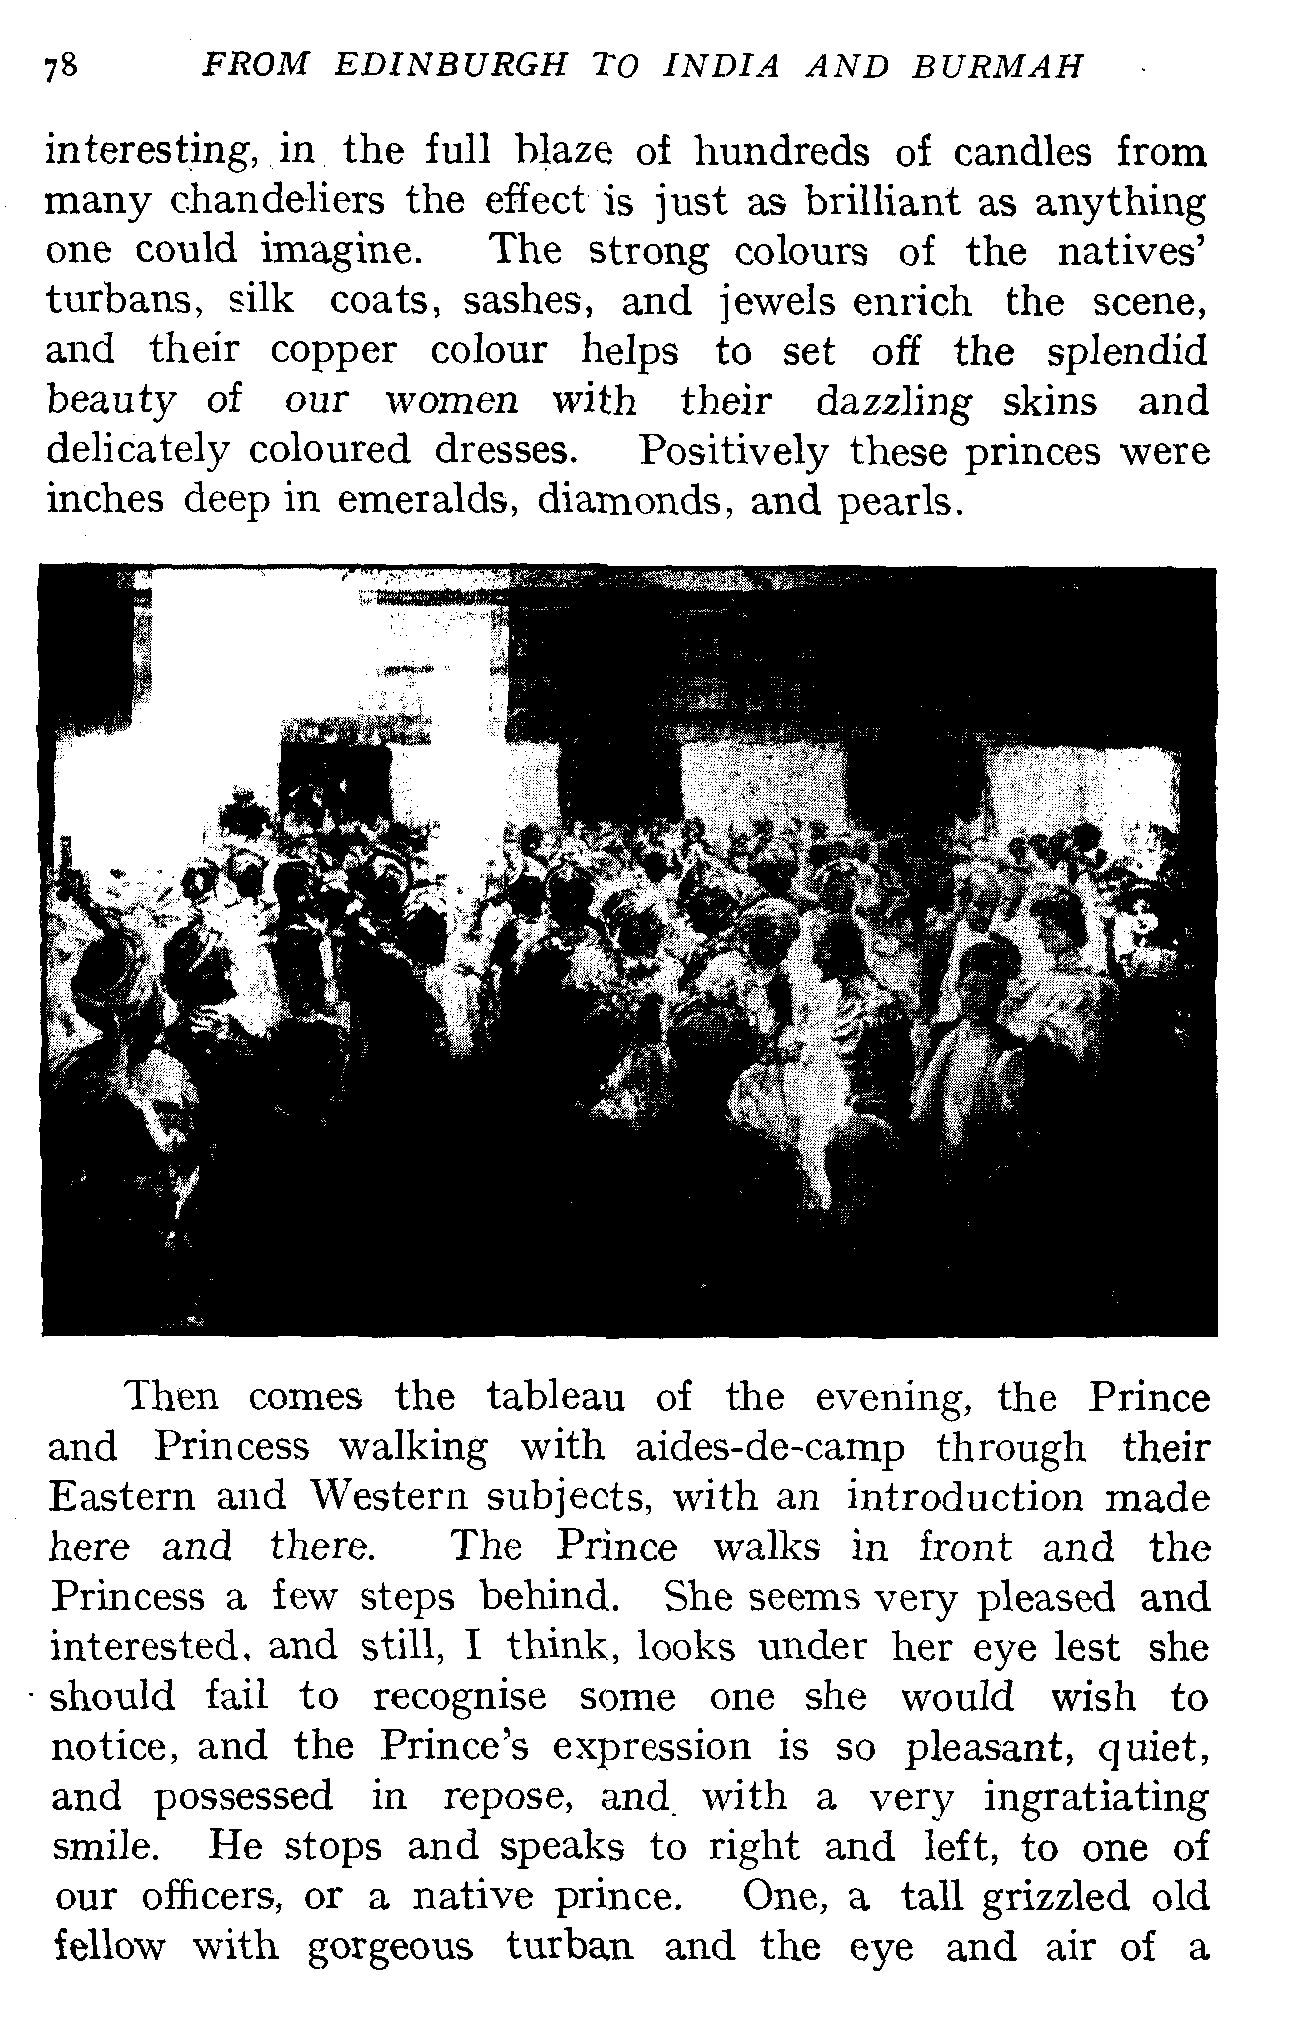 78 FROM EDINBURGH TO INDIA AND BURMAH
interesting, in the full blaze of hundreds of candles from
many chandeliers the effect is just as brilliant as anything
one could imagine. The strong colours of the natives'
turbans, silk coats, sashes, and jewels enrich the scene,
and their copper colour helps to set off the splendid
beauty of our women with their dazzling skins and
delicately coloured dresses. Positively these princes were
inches deep in emeralds, diamonds, and pearls.
Then comes the tableau of the evening, the Prince
and Princess walking with aides-de-camp through their
Eastern and Western subjects, with an introduction made
here and there. The Prince walks in front and the
Princess a few steps behind. She seems very pleased and
interested, and still, I think, looks under her eye lest she
should fail to recognise some one she would wish to
notice, and the Prince's expression is so pleasant, quiet,
and possessed in repose, and with a very ingratiating
smile. He stops and speaks to right and left, to one of
our officers, or a native prince. One, a tall grizzled old
fellow with gorgeous turban and the eye and air of a